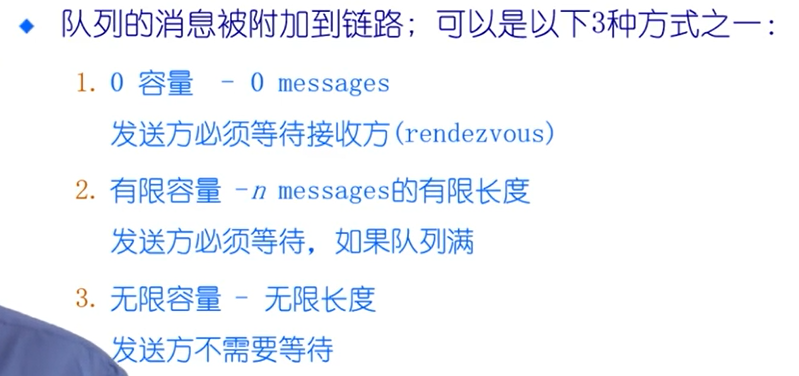 队列的消息被附加到链路；可以是以下3种方式之一：
1. 0 容量 - 0 messages
发送方必须等待接收方(rendezvous)
2. 有限容量 -n messages的有限长度
发送方必须等待，如果队列满
3. 无限容量 - 无限长度
发送方不需要等待